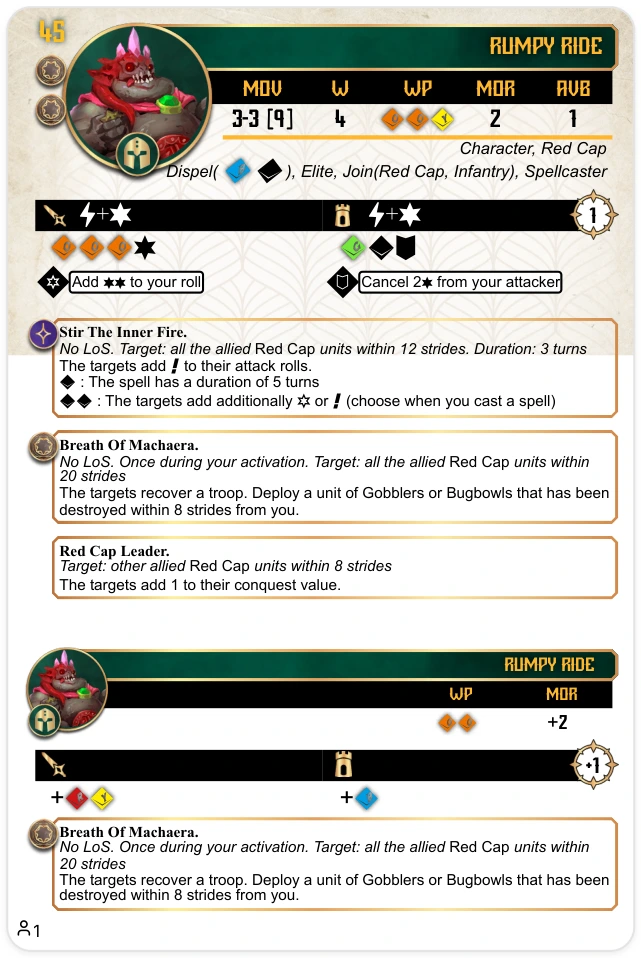 45
RUMPY RIDE
MOV W WP MOR AVB
3-3 [9] 4 2 1
Character, Red Cap
Dispel( ), Elite, Join(Red Cap, Infantry), Spellcaster
+ + 1
Add to your roll Cancel 2 from your attacker
Stir The Inner Fire.
No LoS. Target: all the allied Red Cap units within 12 strides. Duration: 3 turns
The targets add ! to their attack rolls.
: The spell has a duration of 5 turns
: The targets add additionally or ! (choose when you cast a spell)
Breath Of Machaera.
No LoS. Once during your activation. Target: all the allied Red Cap units within
20 strides
The targets recover a troop. Deploy a unit of Gobblers or Bugbowls that has been
destroyed within 8 strides from you.
Red Cap Leader.
Target: other allied Red Cap units within 8 strides
The targets add 1 to their conquest value.
RUMPY RIDE
WP MOR
+2
+1
+ +
Breath Of Machaera.
No LoS. Once during your activation. Target: all the allied Red Cap units within
20 strides
The targets recover a troop. Deploy a unit of Gobblers or Bugbowls that has been
destroyed within 8 strides from you.
1